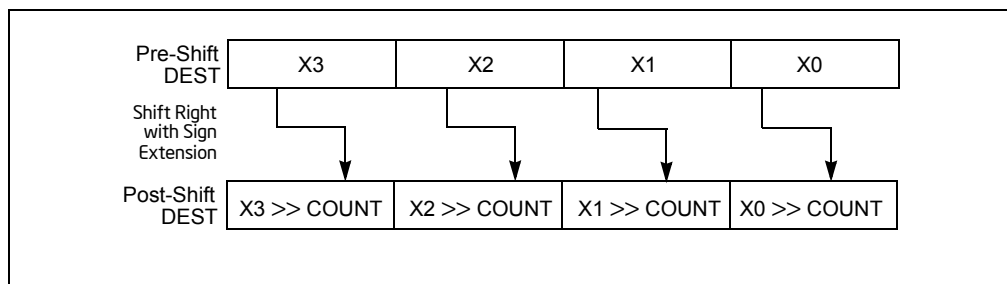 Pre-Shift
DEST
X3 X2 X1 X0
Shift Right
with Sign
Extension
Post-Shift
DEST
X3 >> COUNT X2 >> COUNT X1 >> COUNT X0 >> COUNT